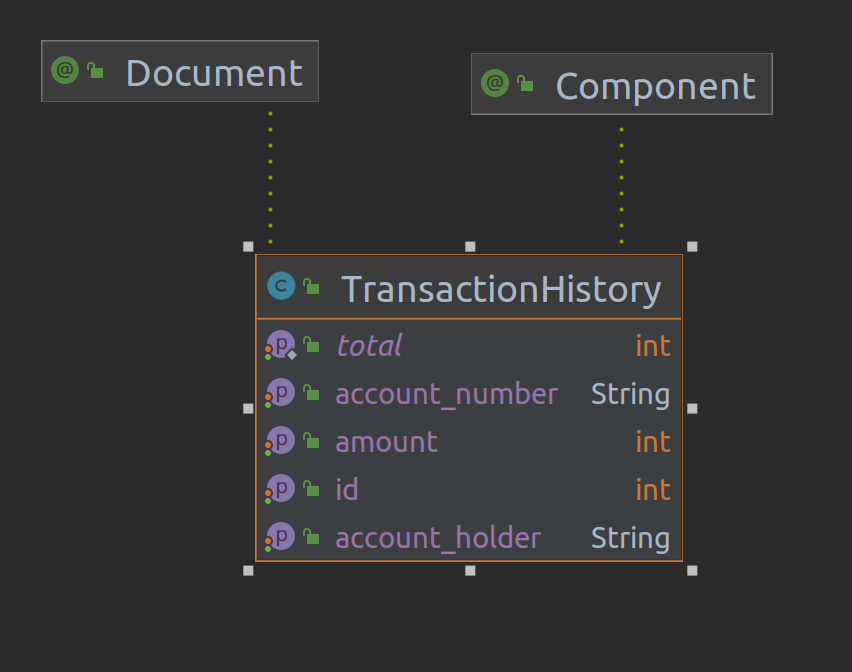 @ Document
@ Component
C TransactionHistory
p total int
p account_number String
p amount int
p id int
p account_holder String